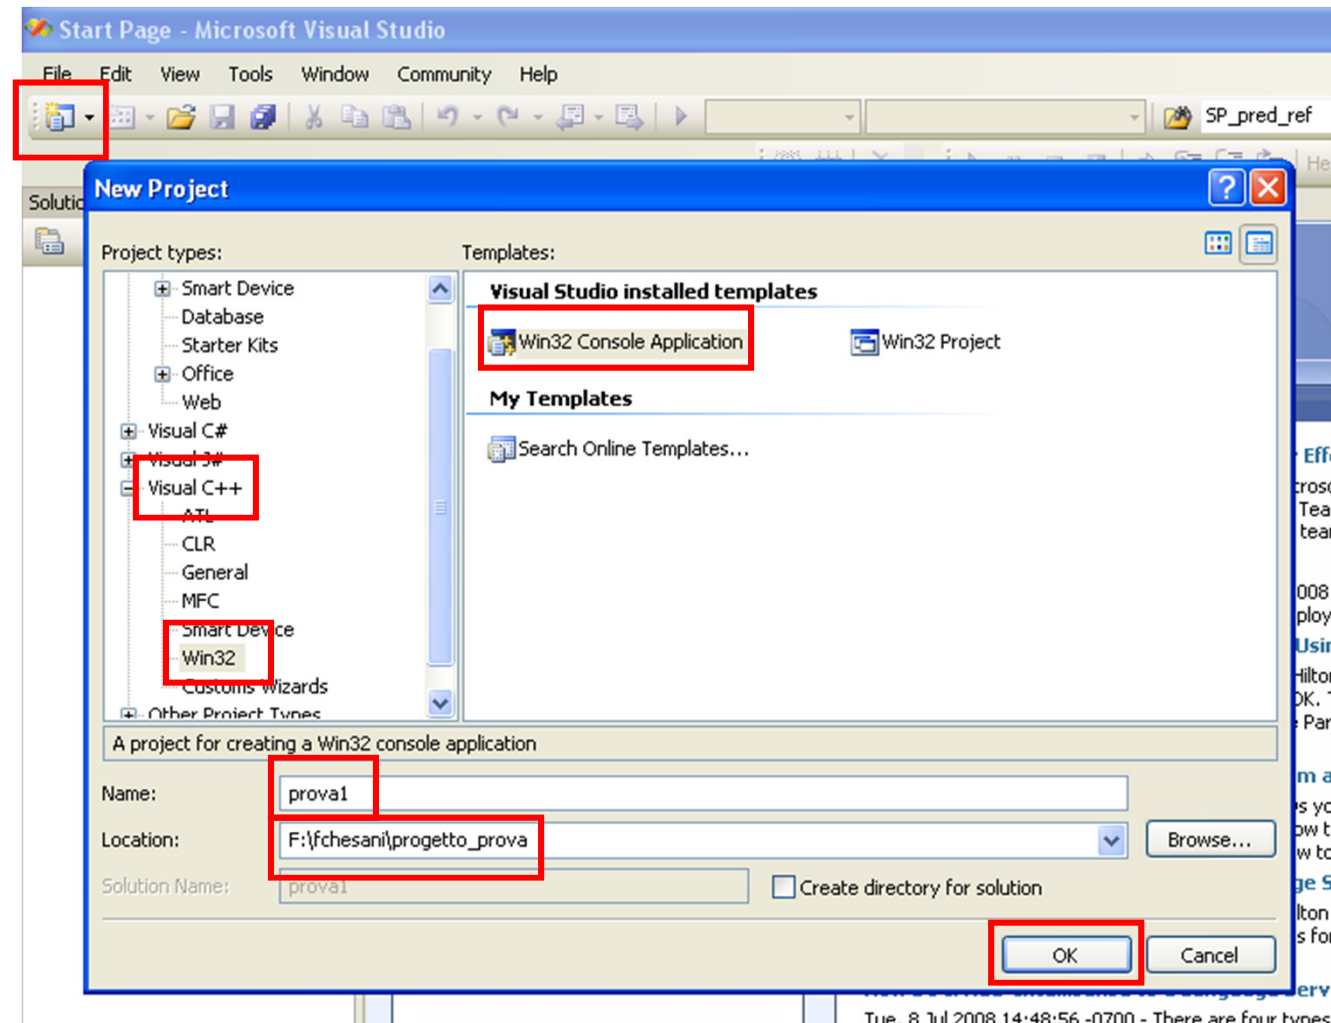 Start Page - Microsoft Visual Studio
File Edit View Tools Window Community Help
SP_pred_ref
He
Solutio
New Project
Project types:
Templates:
Smart Device
Database
Starter Kits
Office
Web
Visual C#
Visual J#
Visual C++
ATL
CLR
General
MFC
Smart Device
Win32
Customs Wizards
Other Project Types
Visual Studio installed templates
Win32 Console Application
Win32 Project
My Templates
Search Online Templates...
A project for creating a Win32 console application
Name: prova1
Location: F:\fchesani\progetto_prova
Browse...
Solution Name: prova1
Create directory for solution
OK
Cancel
Tue, 8 Jul 2008 14:48:56 -0700 - There are four types